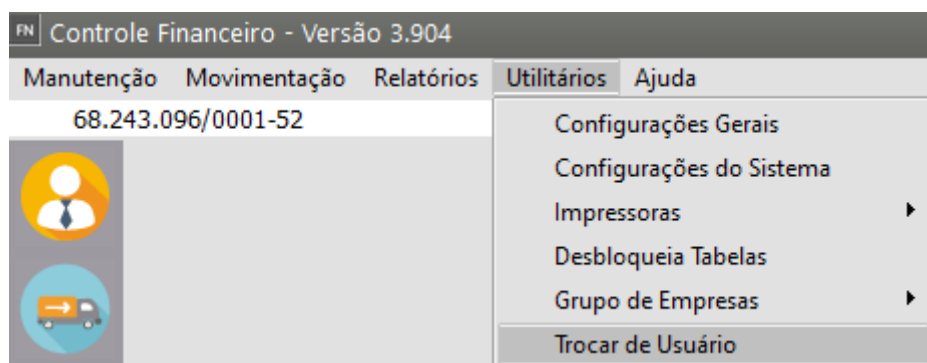 FN Controle Financeiro - Versão 3.904
Manutenção Movimentação Relatórios Utilitários Ajuda
68.243.096/0001-52
Configurações Gerais
Configurações do Sistema
Impressoras
Desbloqueia Tabelas
Grupo de Empresas
Trocar de Usuário